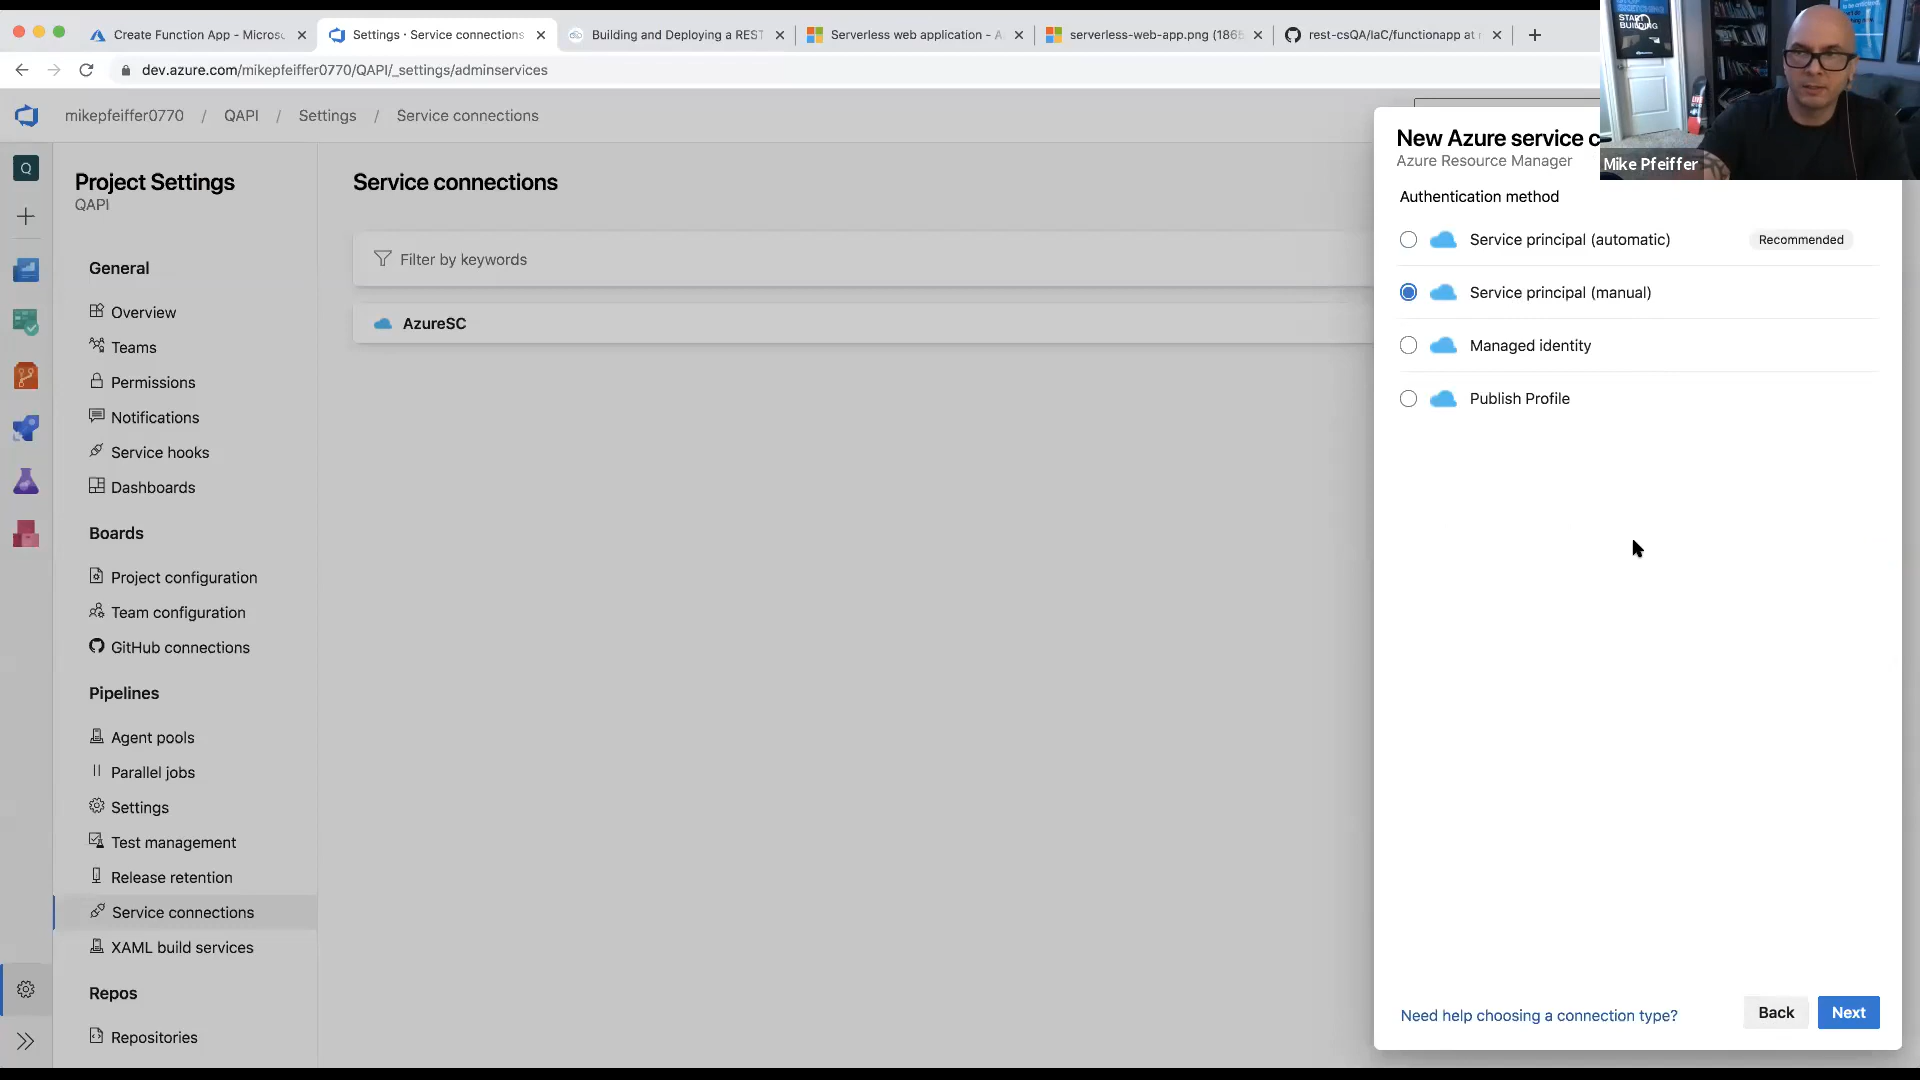 Create Function App - Microso
Settings · Service connections
Building and Deploying a REST
Serverless web application - A
serverless-web-app.png (1865
rest-csQA/IaC/functionapp at
dev.azure.com/mikepfeiffer0770/QAPI/_settings/adminservices
mikepfeiffer0770 / QAPI / Settings / Service connections
Q
Project Settings
QAPI
General
Overview
Teams
Permissions
Notifications
Service hooks
Dashboards
Boards
Project configuration
Team configuration
GitHub connections
Pipelines
Agent pools
Parallel jobs
Settings
Test management
Release retention
Service connections
XAML build services
Repos
Repositories
Service connections
Filter by keywords
AzureSC
New Azure service c
Azure Resource Manager
Authentication method
Service principal (automatic)
Recommended
Service principal (manual)
Managed identity
Publish Profile
Need help choosing a connection type?
Back
Next
START
BUILDING
Mike Pfeiffer